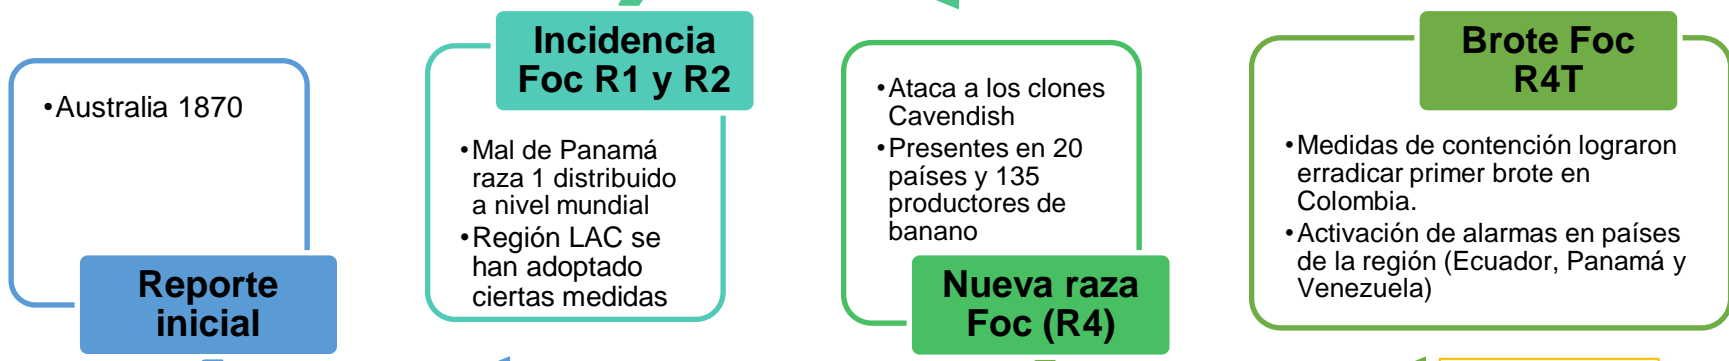 •Australia 1870
Reporte
inicial
Incidencia
Foc R1 y R2
•Mal de Panamá
raza 1 distribuido
a nivel mundial
•Región LAC se
han adoptado
ciertas medidas
•Ataca a los clones
Cavendish
•Presentes en 20
países y 135
productores de
banano
Nueva raza
Foc (R4)
Brote Foc
R4T
•Medidas de contención lograron
erradicar primer brote en
Colombia.
•Activación de alarmas en países
de la región (Ecuador, Panamá y
Venezuela)